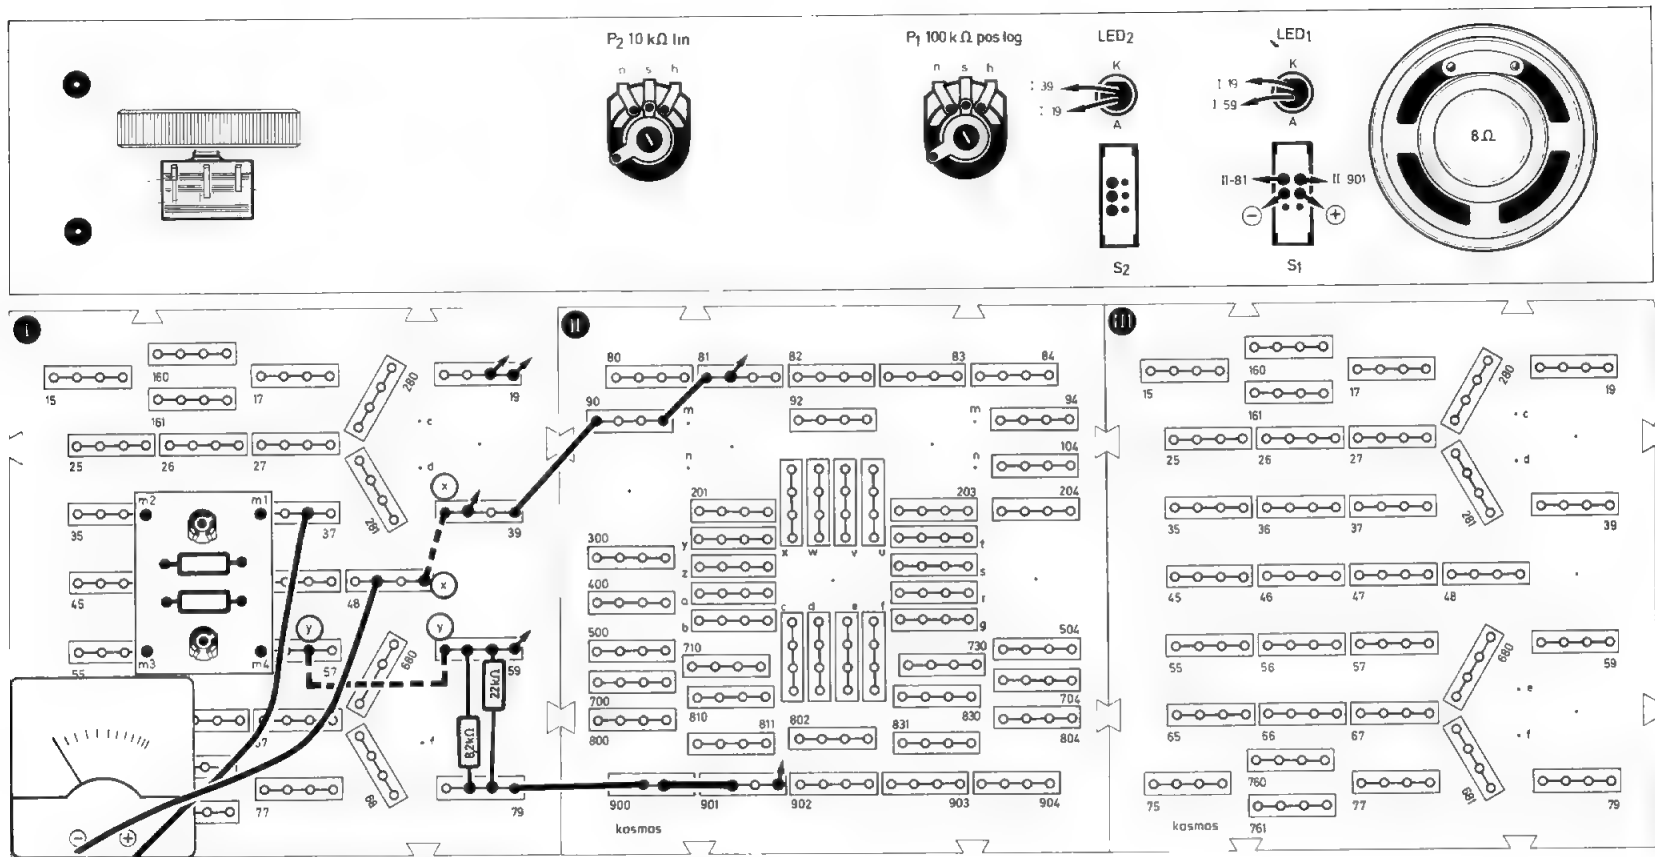 P2 10 kΩ lin
n s h
P1 100 kΩ pos log
n s h
LED2
K
I 39
I 19
A
LED1
K
I 19
I 59
A
8 Ω
II-81
II 901
− +
S2
S1
I
II
III
160
15
17
280
19
161
c
25
26
27
d
m2
m1
35
37
281
x
39
45
48
x
y
y
55
m3
m4
57
680
59
22kΩ
8,2kΩ
67
f
77
68
79
− +
80
81
82
83
84
90
m
92
m
94
n
n
104
201
203
204
x w v u
300
y
t
z
s
400
a
r
b
g
c d e f
500
504
710
730
700
704
810
830
800
811
802
831
804
900
901
902
903
904
kosmos
160
15
17
280
19
161
c
25
26
27
d
35
36
37
281
39
45
46
47
48
55
56
57
680
59
e
65
66
67
f
760
75
77
681
79
761
kosmos